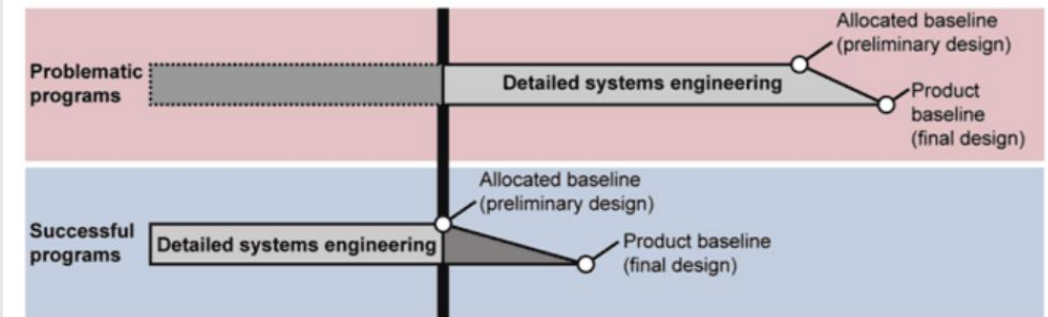 Allocated baseline
(preliminary design)
Problematic
programs
Detailed systems engineering
Product
baseline
(final design)
Allocated baseline
(preliminary design)
Successful
programs
Detailed systems engineering
Product baseline
(final design)